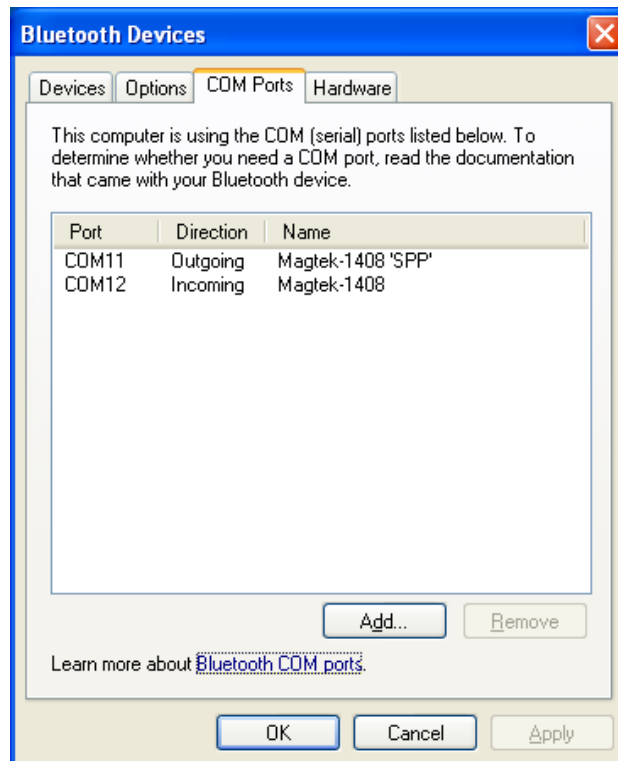 Bluetooth Devices
Devices Options COM Ports Hardware
This computer is using the COM (serial) ports listed below. To
determine whether you need a COM port, read the documentation
that came with your Bluetooth device.
Port Direction Name
COM11 Outgoing Magtek-1408 'SPP'
COM12 Incoming Magtek-1408
Add... Remove
Learn more about Bluetooth COM ports.
OK Cancel Apply